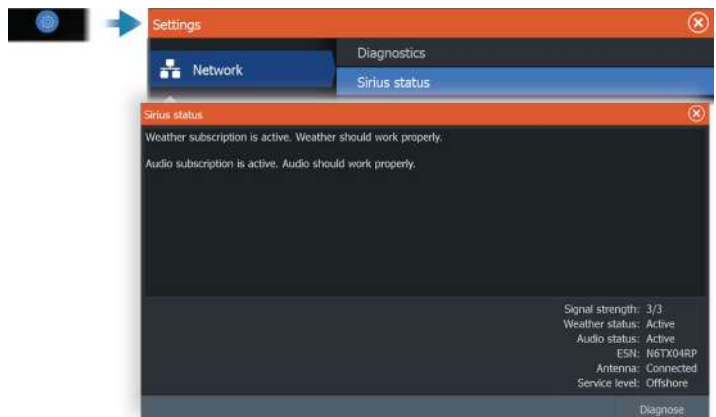 Settings
Network
Diagnostics
Sirius status
Sirius status
Weather subscription is active. Weather should work properly.
Audio subscription is active. Audio should work properly.
Signal strength: 3/3
Weather status: Active
Audio status: Active
ESN: N6TX04RP
Antenna: Connected
Service level: Offshore
Diagnose